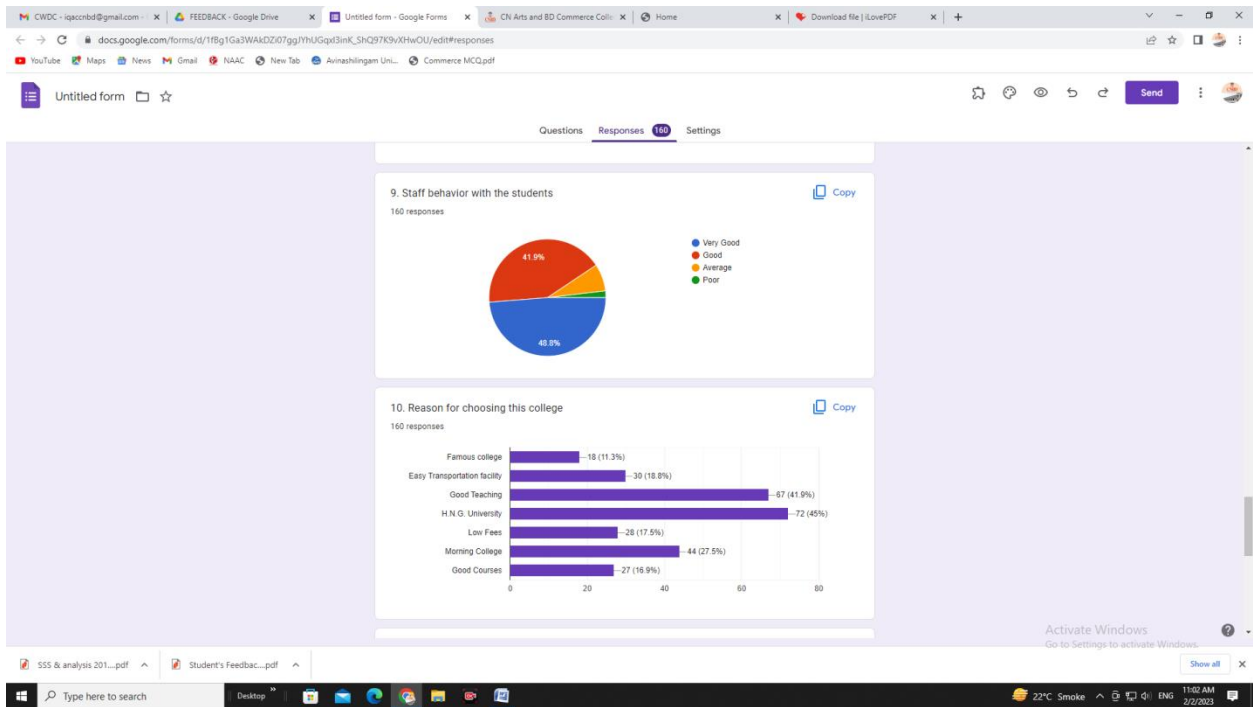 CWDC - iqaccnbd@gmail.com -
FEEDBACK - Google Drive
Untitled form - Google Forms
CN Arts and BD Commerce Colle
Home
Download file | iLovePDF
docs.google.com/forms/d/1fBg1Ga3WAkDZi07ggJYhUGqxI3inK_ShQ97K9vXHwOU/edit#responses
YouTube Maps News Gmail NAAC New Tab Avinashilingam Uni... Commerce MCQ.pdf
Untitled form
Send
Questions Responses 160 Settings
9. Staff behavior with the students
Copy
160 responses
41.9%
48.8%
Very Good
Good
Average
Poor
10. Reason for choosing this college
Copy
160 responses
Famous college 18 (11.3%)
Easy Transportation facility 30 (18.8%)
Good Teaching 67 (41.9%)
H.N.G. University 72 (45%)
Low Fees 28 (17.5%)
Morning College 44 (27.5%)
Good Courses 27 (16.9%)
0 20 40 60 80
Activate Windows
Go to Settings to activate Windows.
SSS & analysis 201....pdf
Student's Feedbac....pdf
Show all
Type here to search
Desktop
22°C Smoke
ENG
11:02 AM
2/2/2023